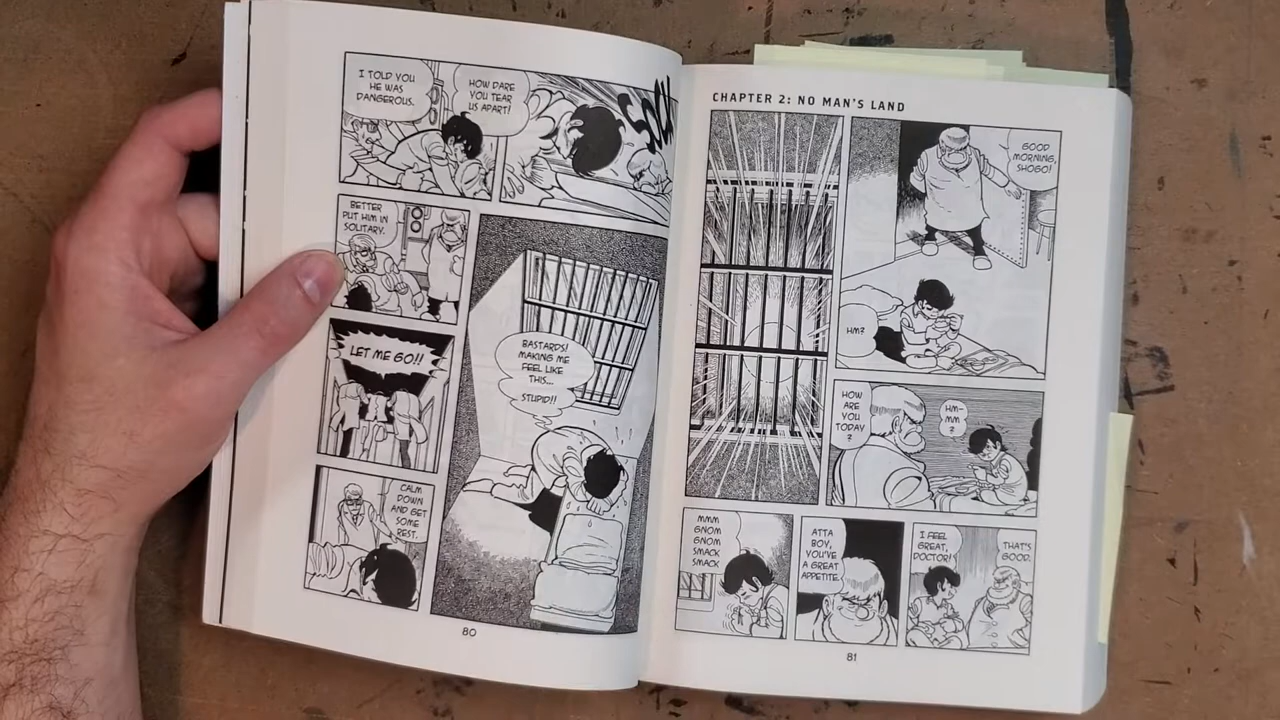 I TOLD YOU
HE WAS
DANGEROUS.
HOW DARE
YOU TEAR
US APART!
BETTER
PUT HIM IN
SOLITARY.
LET ME GO!!
CALM
DOWN
AND GET
SOME
REST.
BASTARDS!
MAKING ME
FEEL LIKE
THIS...
STUPID!!
80
CHAPTER 2: NO MAN'S LAND
GOOD
MORNING,
SHOGO!
HM?
HOW
ARE
YOU
TODAY
?
HM-
MM
?
MMM
GNOM
GNOM
SMACK
SMACK
ATTA
BOY,
YOU'VE
A GREAT
APPETITE.
I FEEL
GREAT,
DOCTOR!
THAT'S
GOOD.
81